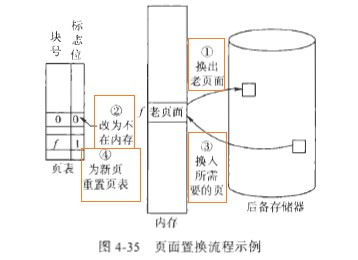 块号
标志位
0 0
f 1
页表
②
改为不
在内存
④
为新页
重置页表
f 老页面
内存
①
换出
老页面
③
换入
所需
要的页
后备存储器
图 4-35 页面置换流程示例